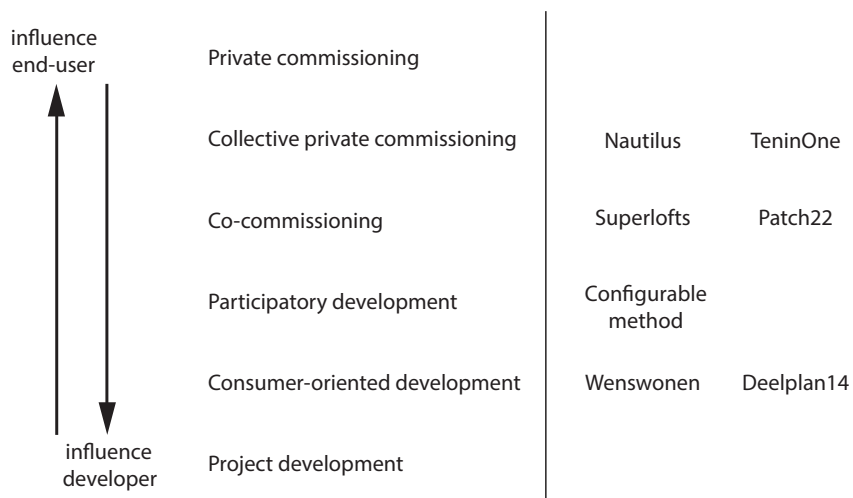 influence
end-user
Private commissioning
Collective private commissioning Nautilus TeninOne
Co-commissioning Superlofts Patch22
Participatory development Configurable
method
Consumer-oriented development Wenswonen Deelplan14
influence
developer
Project development